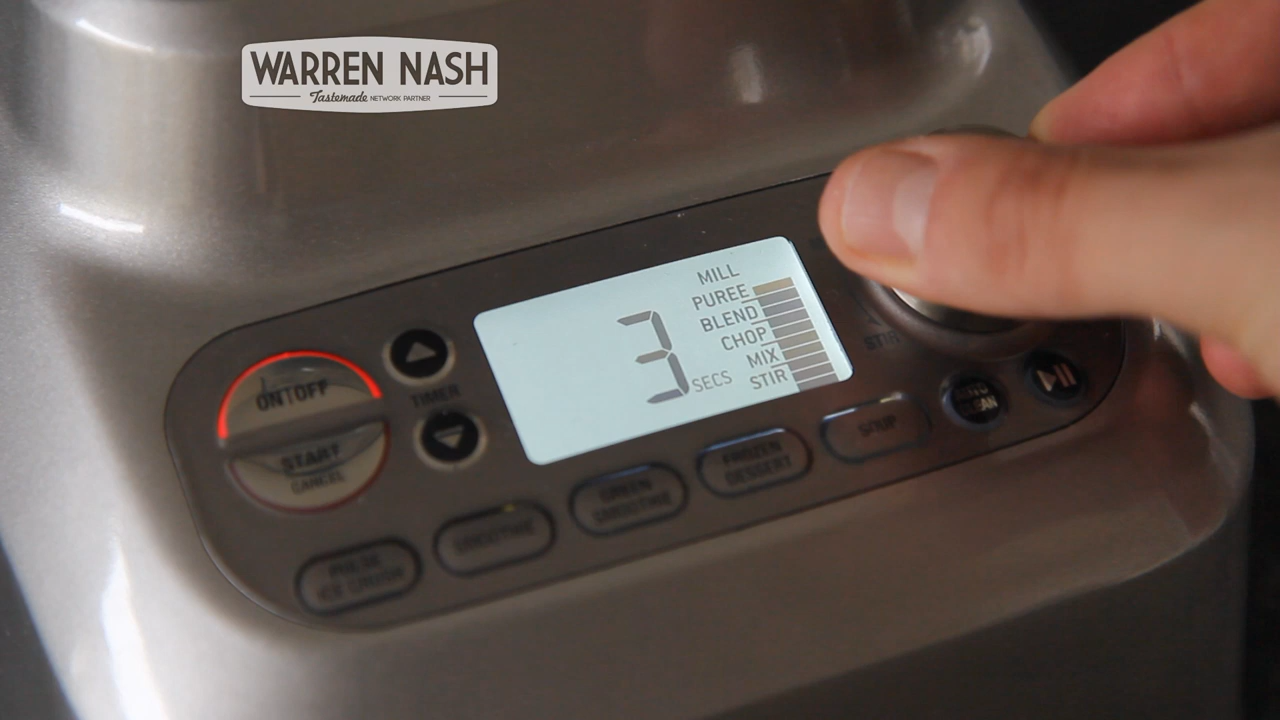 WARREN NASH
Tastemade NETWORK PARTNER
MILL
PUREE
BLEND
CHOP
MIX
STIR
3 SECS
ON OFF
START
CANCEL
TIMER
STIR
PULSE
ICE CRUSH
SMOOTHIE
GREEN
SMOOTHIE
FROZEN
DESSERT
SOUP